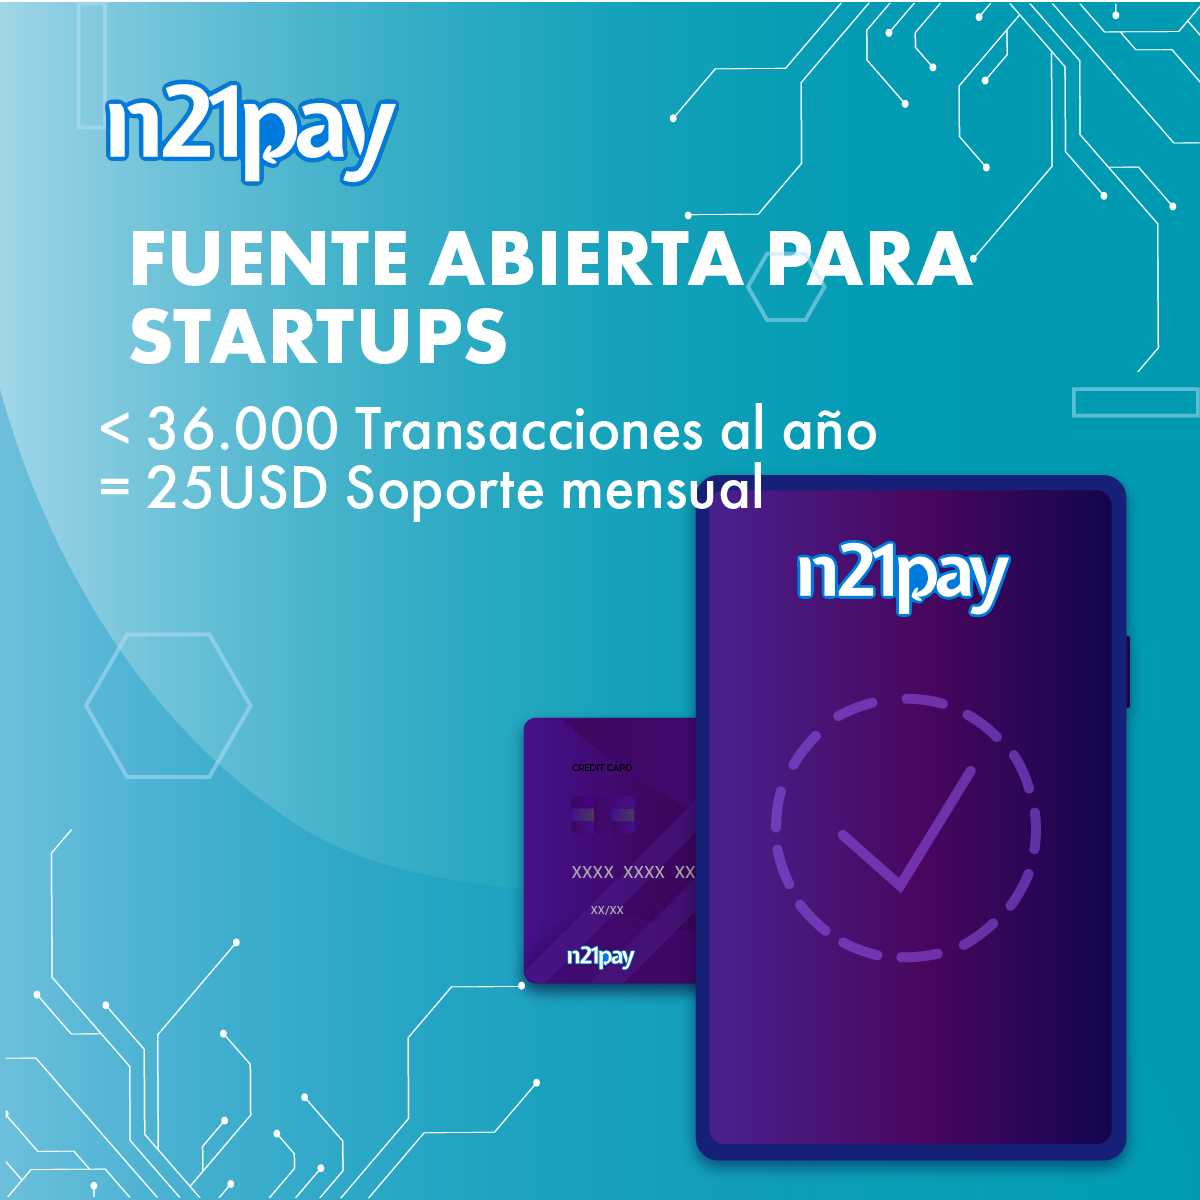 n21pay
FUENTE ABIERTA PARA
STARTUPS
< 36.000 Transacciones al año
= 25USD Soporte mensual
n21pay
CREDIT CARD
XXXX XXXX XX
XX/XX
n21pay